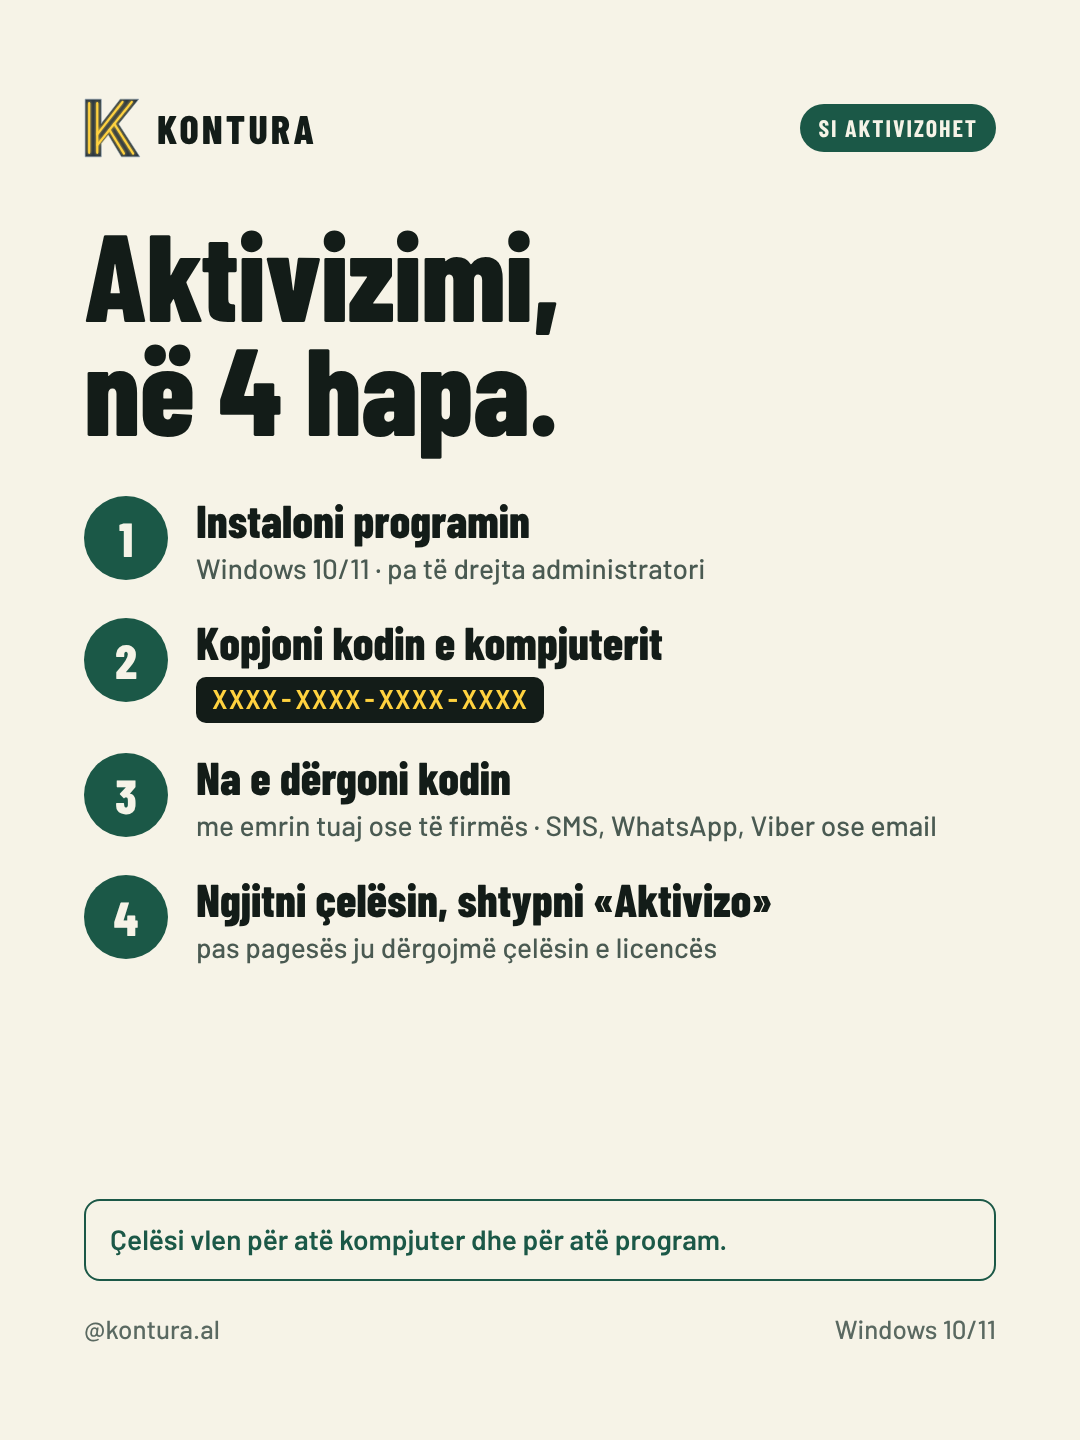 K KONTURA
SI AKTIVIZOHET
Aktivizimi,
në 4 hapa.
1 Instaloni programin
Windows 10/11 · pa të drejta administratori
2 Kopjoni kodin e kompjuterit
XXXX-XXXX-XXXX-XXXX
3 Na e dërgoni kodin
me emrin tuaj ose të firmës · SMS, WhatsApp, Viber ose email
4 Ngjitni çelësin, shtypni «Aktivizo»
pas pagesës ju dërgojmë çelësin e licencës
Çelësi vlen për atë kompjuter dhe për atë program.
@kontura.al
Windows 10/11